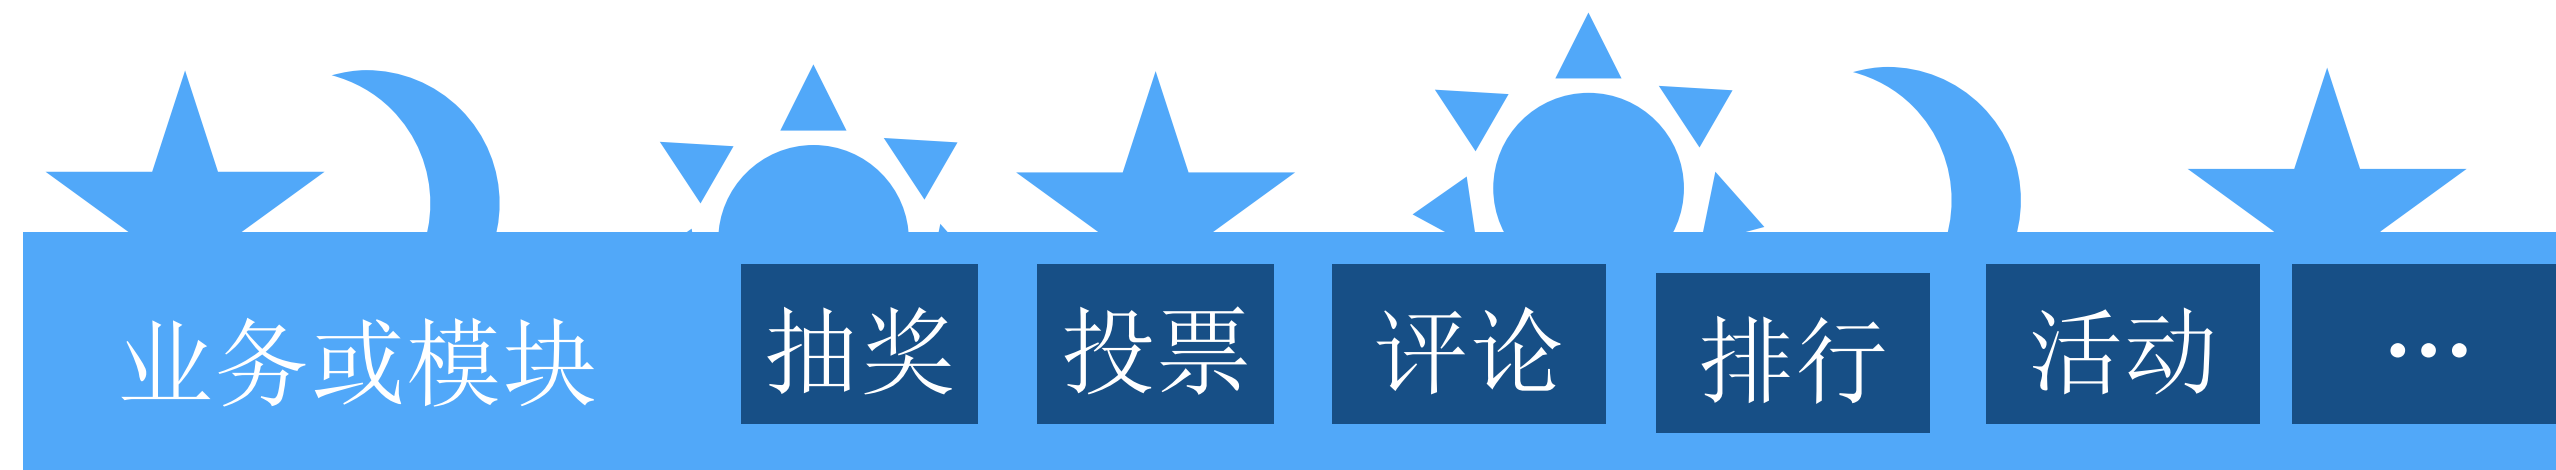 业务或模块 抽奖 投票 评论 排行 活动 ...